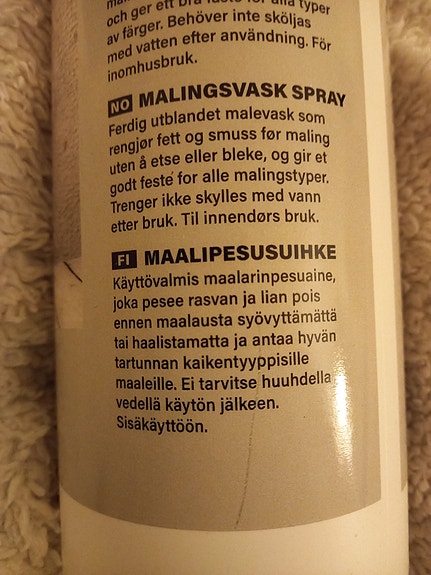 och ger ett bra fäste för alla typer
av färger. Behöver inte sköljas
med vatten efter användning. För
inomhusbruk.
NO MALINGSVASK SPRAY
Ferdig utblandet malevask som
rengjør fett og smuss før maling
uten å etse eller bleke, og gir et
godt feste for alle malingstyper.
Trenger ikke skylles med vann
etter bruk. Til innendørs bruk.
FI MAALIPESUSUIHKE
Käyttövalmis maalarinpesuaine,
joka pesee rasvan ja lian pois
ennen maalausta syövyttämättä
tai haalistamatta ja antaa hyvän
tartunnan kaikentyyppisille
maaleille. Ei tarvitse huuhdella
vedellä käytön jälkeen.
Sisäkäyttöön.